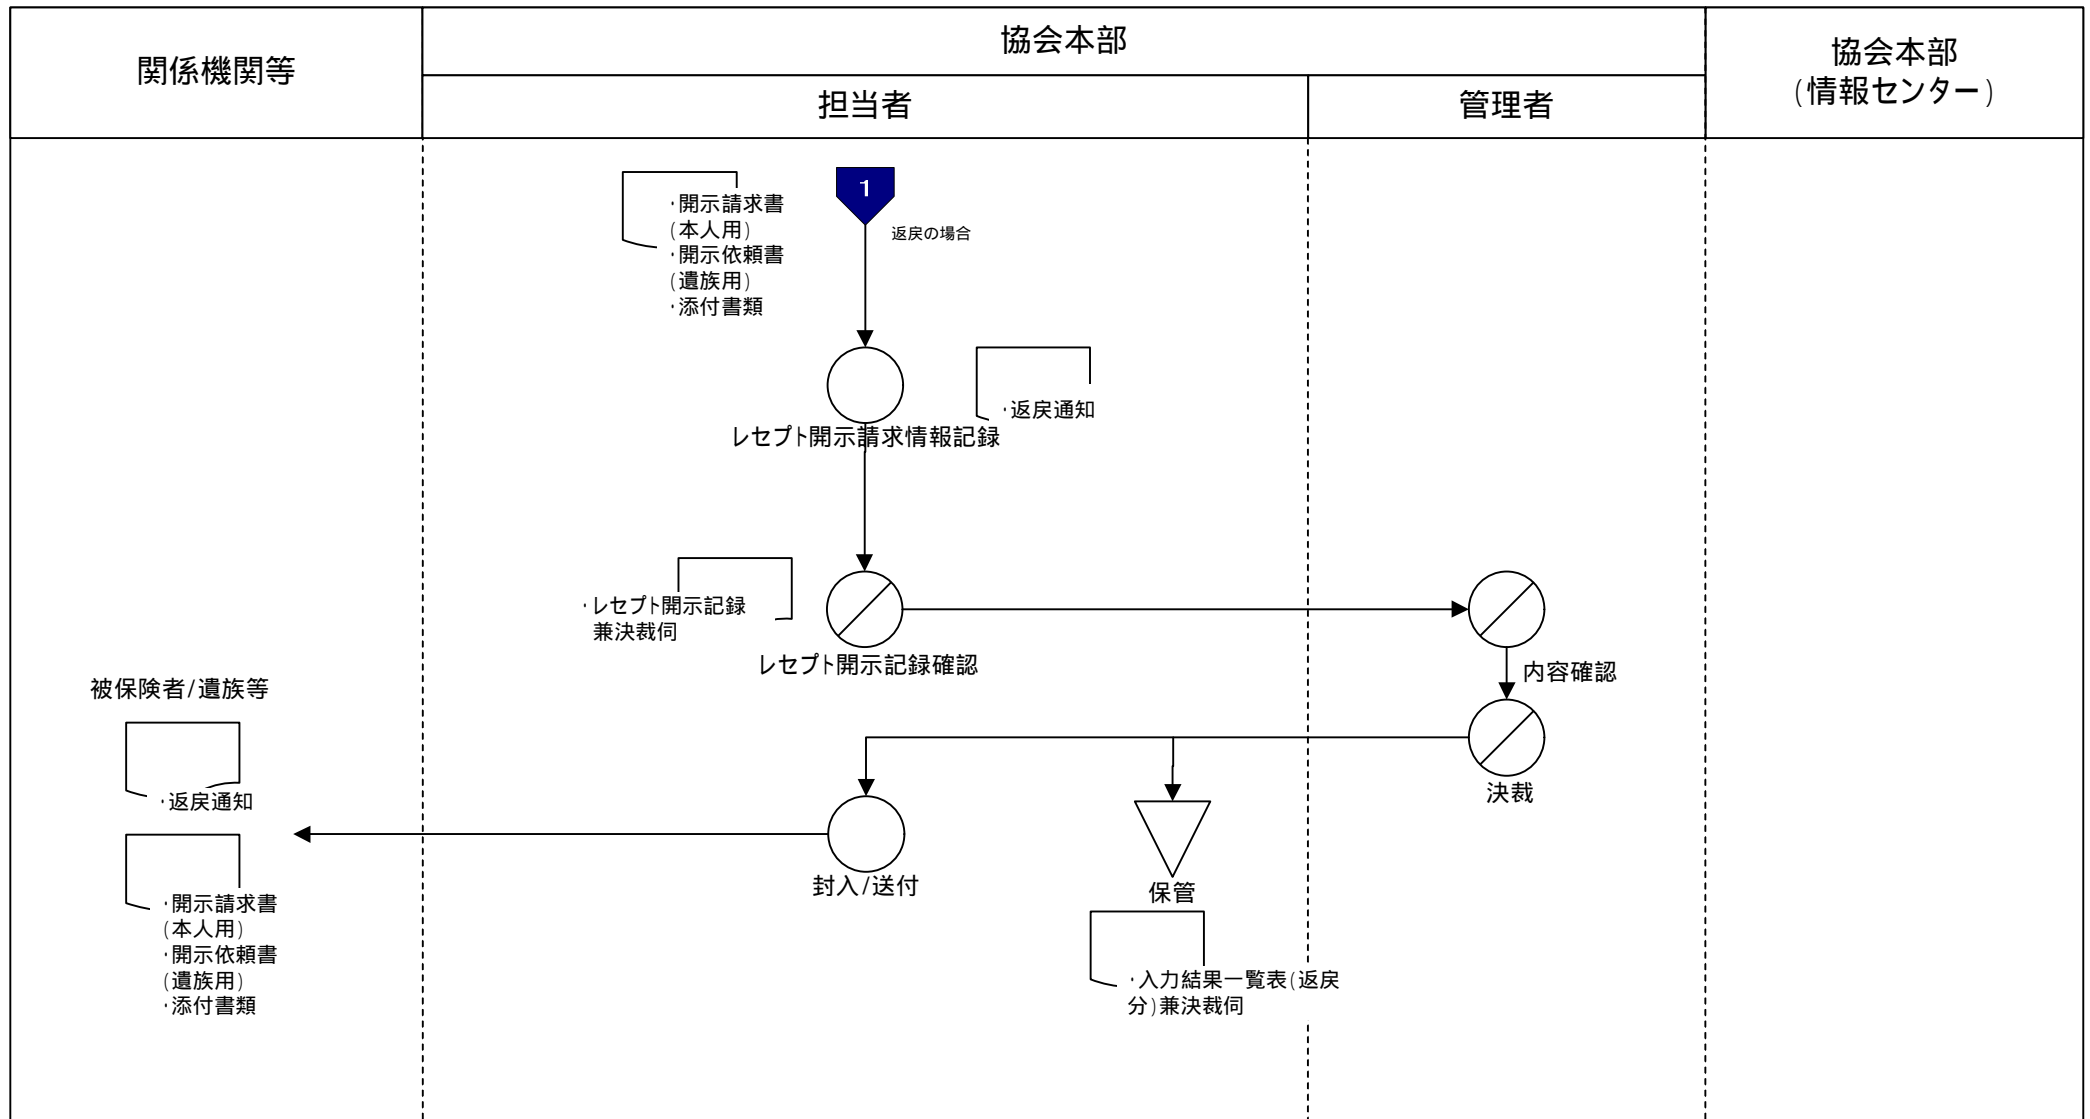 関係機関等
協会本部
担当者
管理者
協会本部
(情報センター)
1
返戻の場合
・開示請求書
(本人用)
・開示依頼書
(遺族用)
・添付書類
・返戻通知
レセプト開示請求情報記録
・レセプト開示記録
兼決裁伺
レセプト開示記録確認
内容確認
決裁
被保険者/遺族等
・返戻通知
・開示請求書
(本人用)
・開示依頼書
(遺族用)
・添付書類
封入/送付
保管
・入力結果一覧表(返戻
分)兼決裁伺